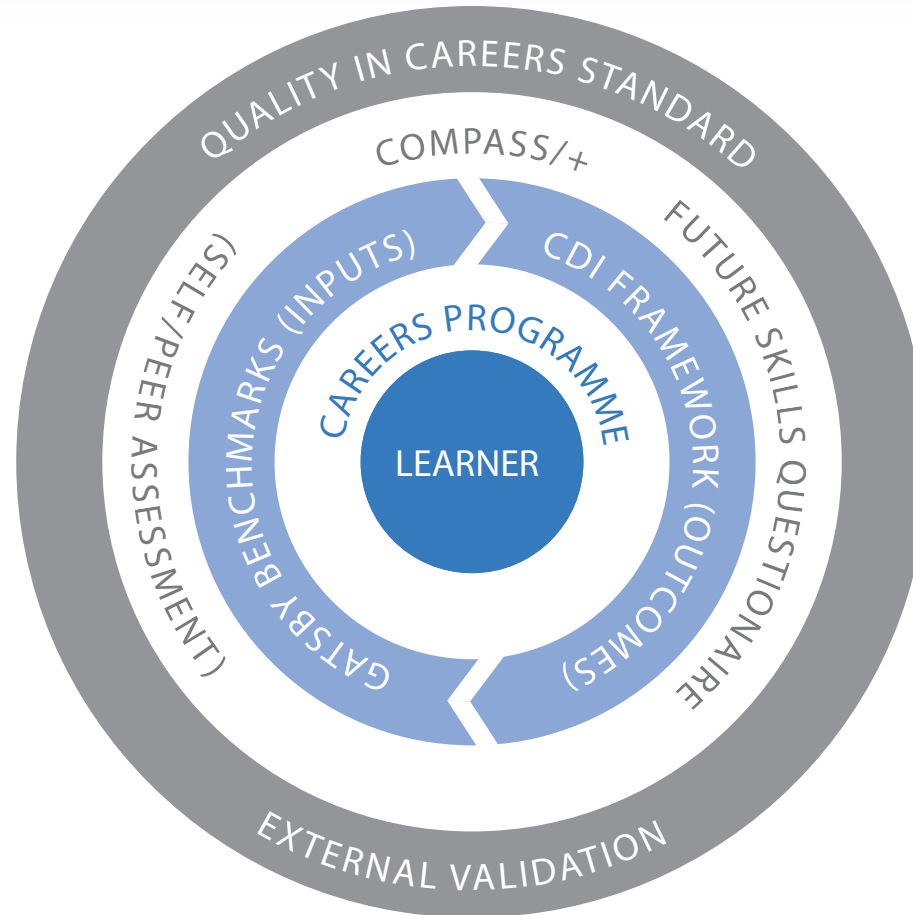 QUALITY IN CAREERS STANDARD
COMPASS/+
FUTURE SKILLS QUESTIONAIRE
(SELF/PEER ASSESSMENT)
GATSBY BENCHMARKS (INPUTS)
CDI FRAMEWORK (OUTCOMES)
CAREERS PROGRAMME
LEARNER
EXTERNAL VALIDATION